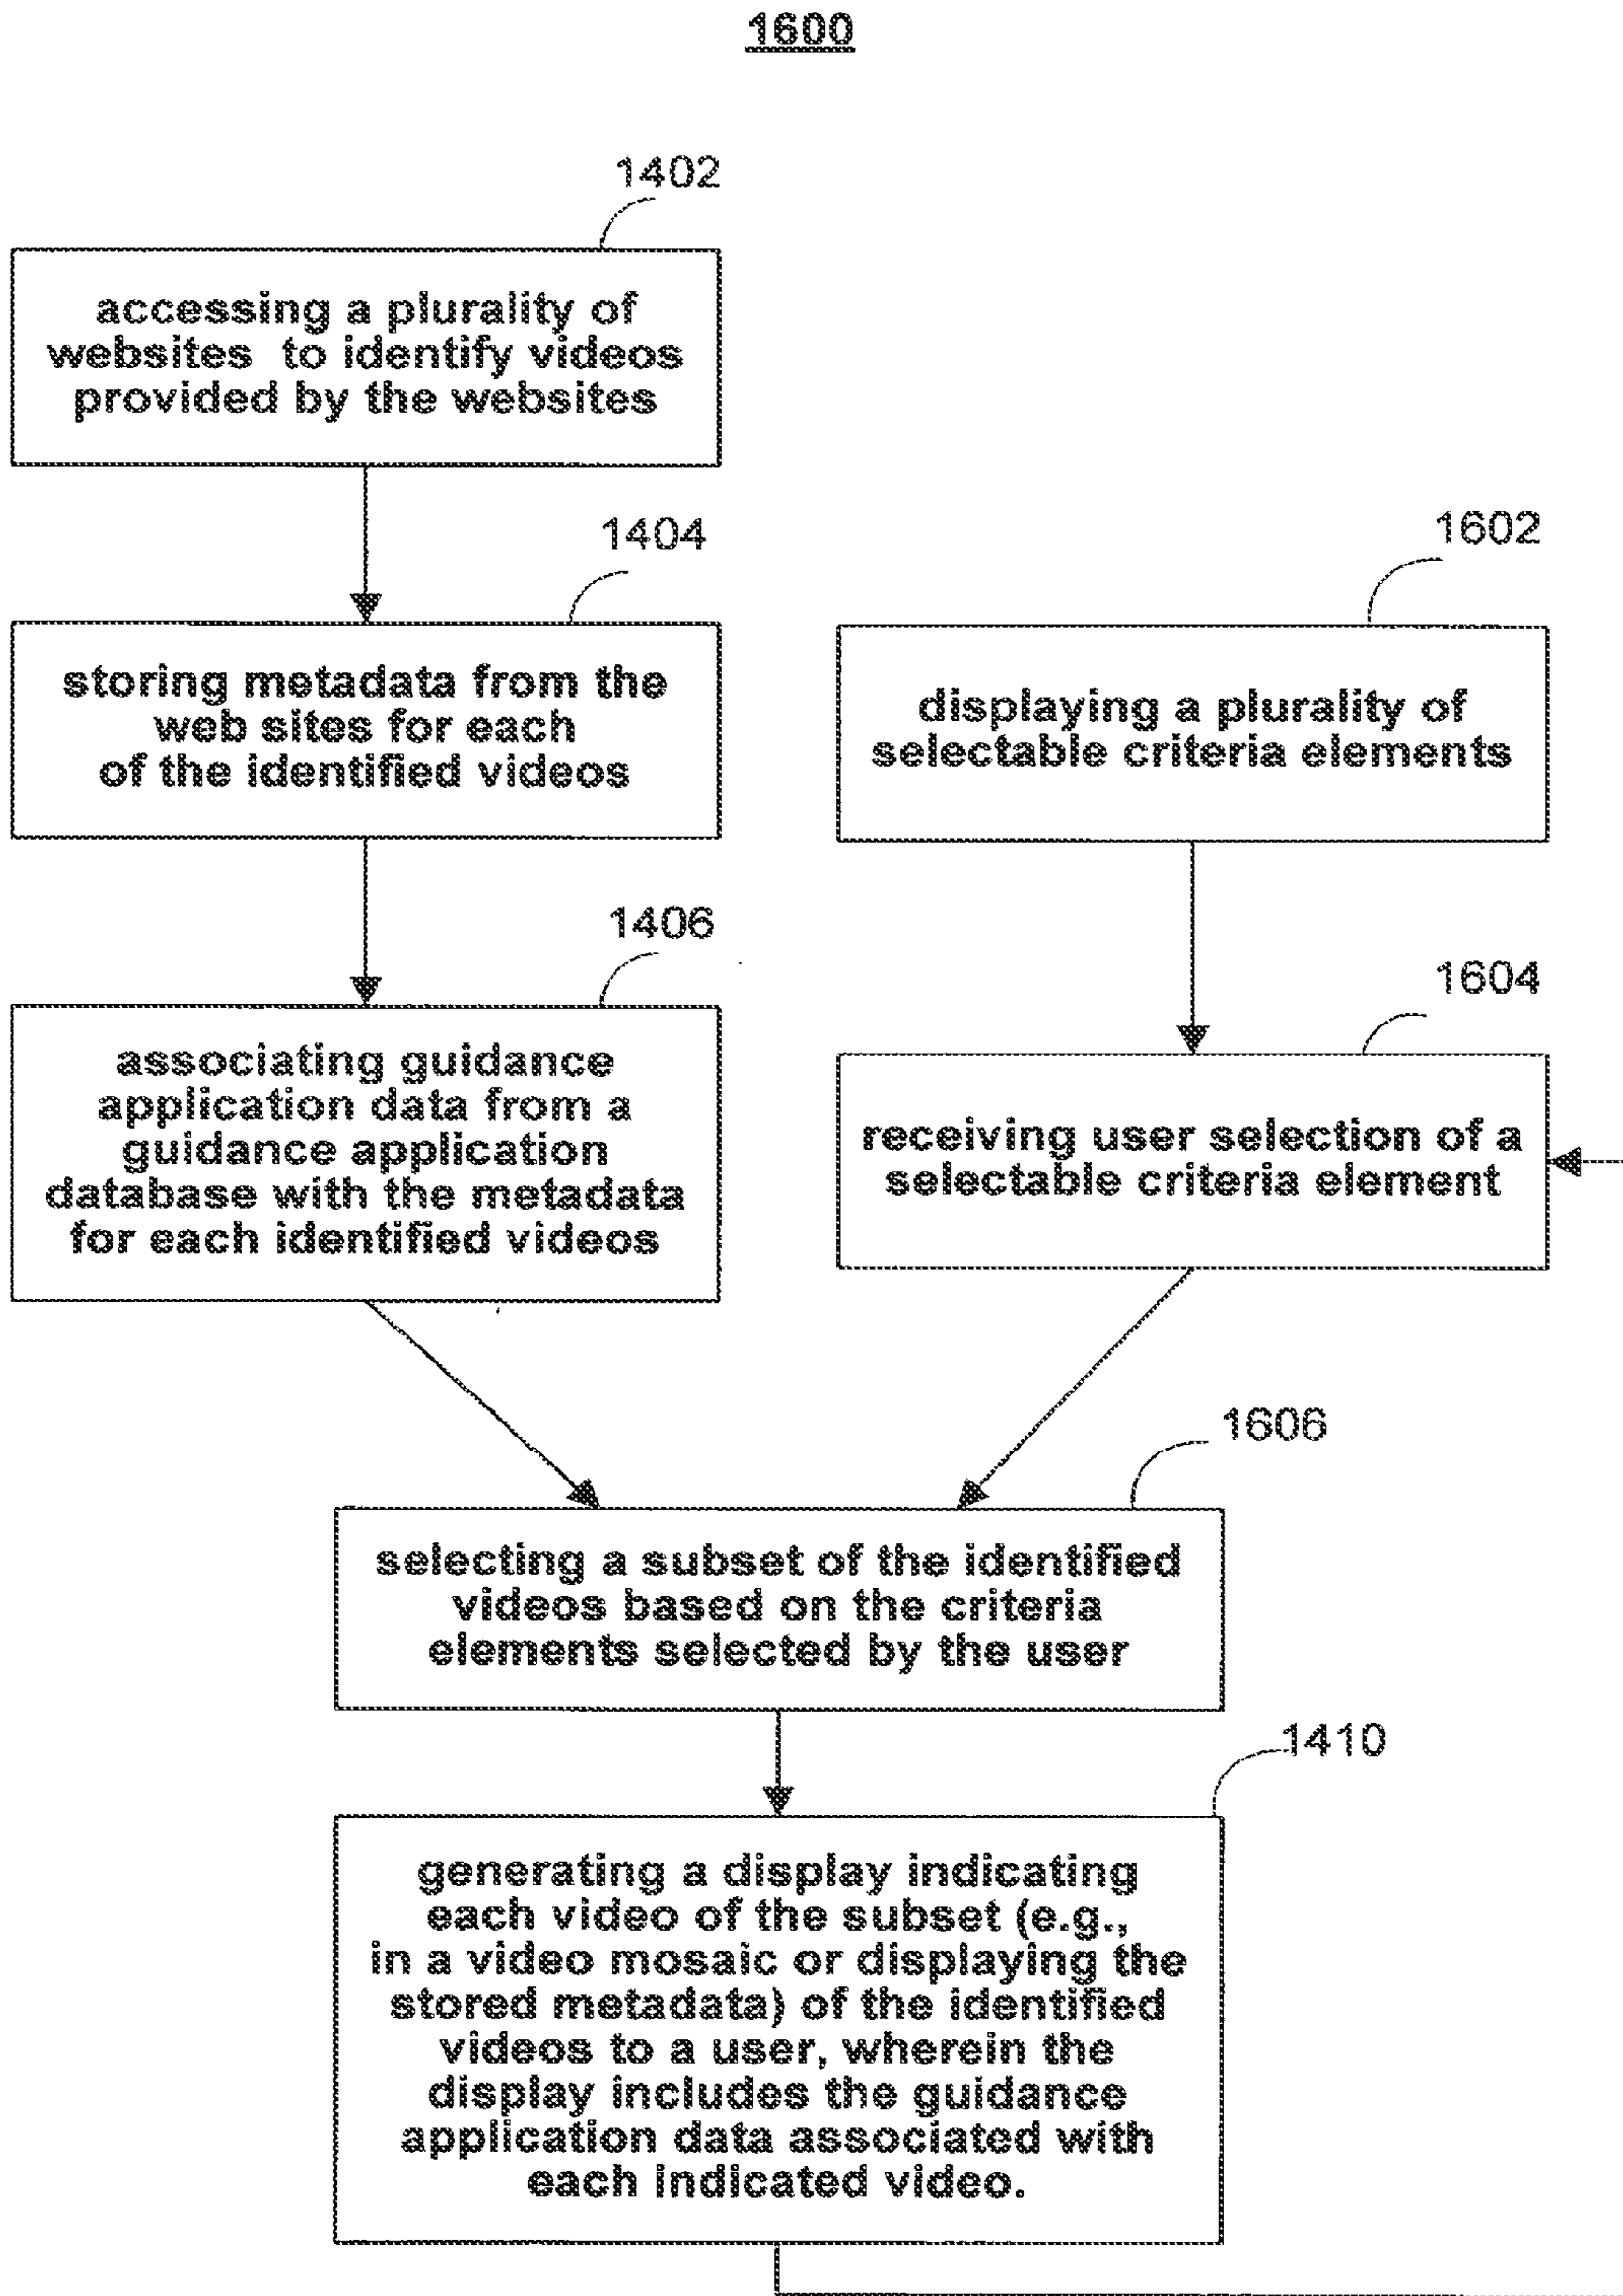 1600
1402
accessing a plurality of
websites to identify videos
provided by the websites
1404
storing metadata from the
web sites for each
of the identified videos
1602
displaying a plurality of
selectable criteria elements
1406
associating guidance
application data from a
guidance application
database with the metadata
for each identified videos
1604
receiving user selection of a
selectable criteria element
1606
selecting a subset of the identified
videos based on the criteria
elements selected by the user
1410
generating a display indicating
each video of the subset (e.g.,
in a video mosaic or displaying the
stored metadata) of the identified
videos to a user, wherein the
display includes the guidance
application data associated with
each indicated video.